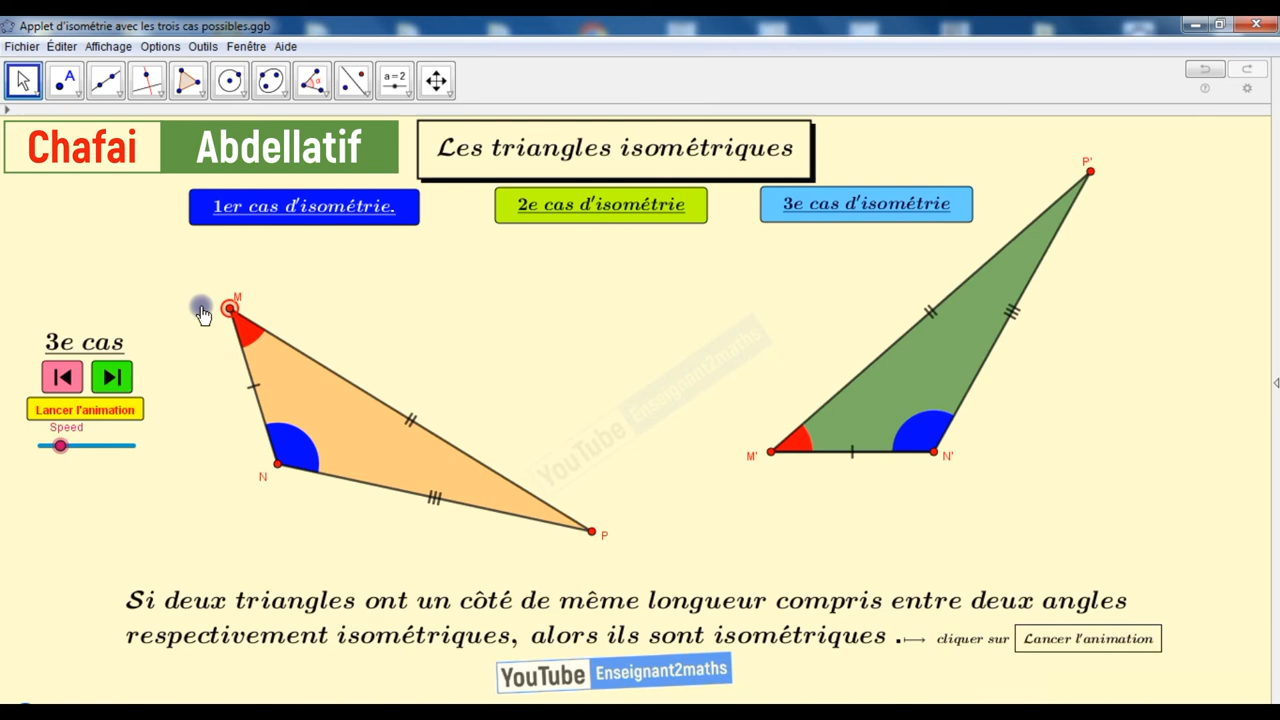 Applet d'isométrie avec les trois cas possibles.ggb
Fichier Éditer Affichage Options Outils Fenêtre Aide
A α a=2
Chafai Abdellatif
Les triangles isométriques
1er cas d'isométrie. 2e cas d'isométrie 3e cas d'isométrie
P'
M
3e cas
Lancer l'animation
Speed
YouTube Enseignant2maths
N
M' N'
P
Si deux triangles ont un côté de même longueur compris entre deux angles
respectivement isométriques, alors ils sont isométriques . ⟼ cliquer sur Lancer l'animation
YouTube Enseignant2maths